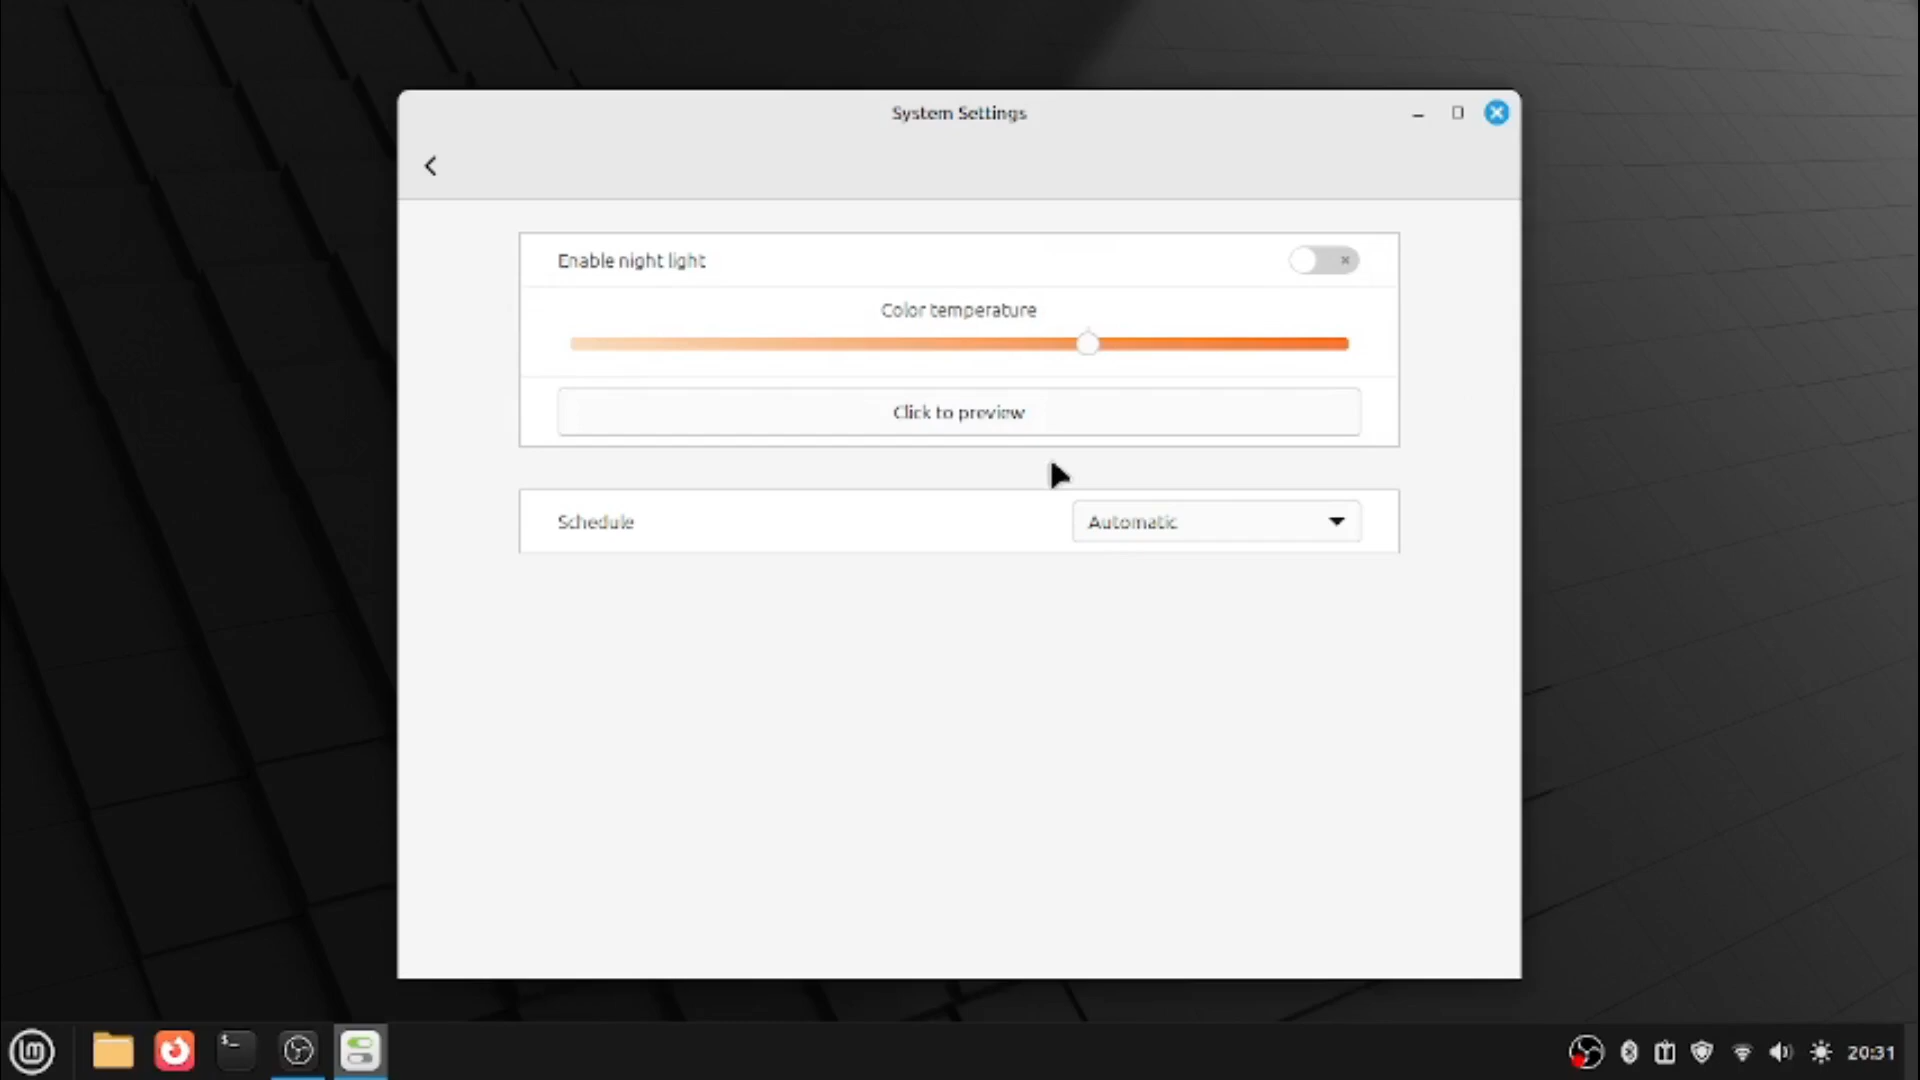 System Settings
Enable night light
Color temperature
Click to preview
Schedule
Automatic
$_
20:31